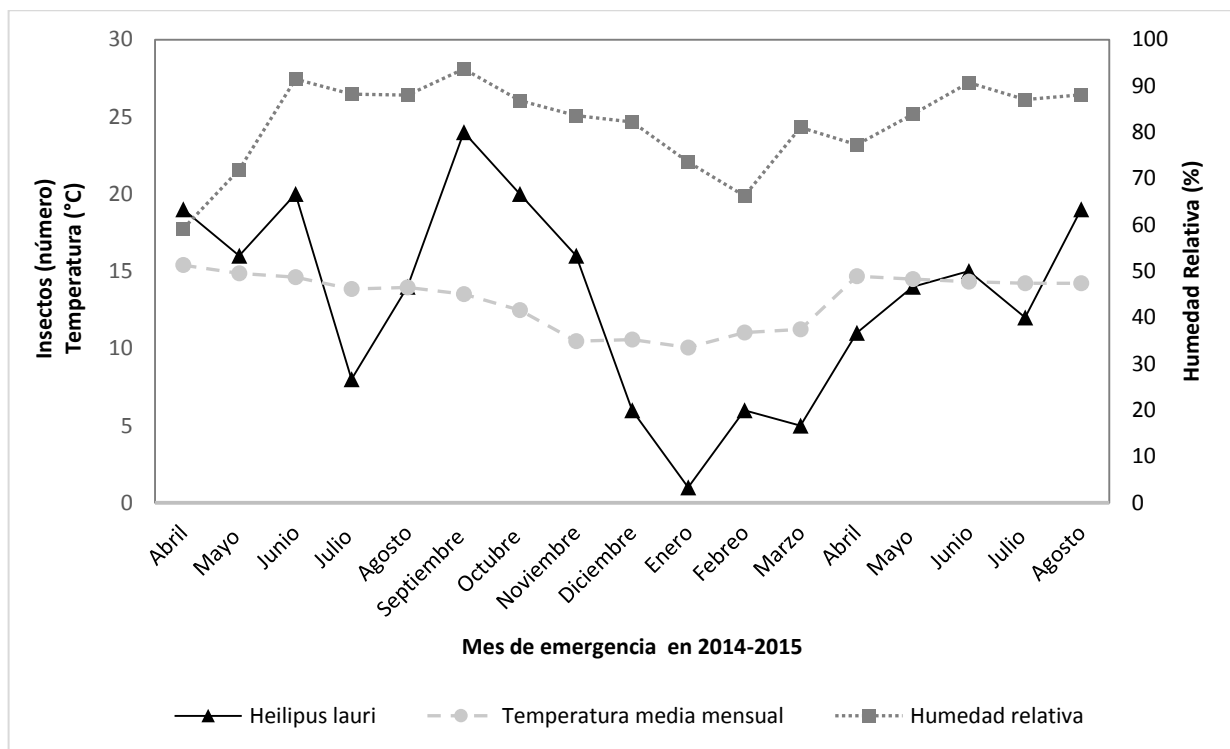 Insectos (número)
Temperatura (°C)
30
25
20
15
10
5
0
100
90
80
70
60
50
40
30
20
10
0
Humedad Relativa (%)
Abril
Mayo
Junio
Julio
Agosto
Septiembre
Octubre
Noviembre
Diciembre
Enero
Febreo
Marzo
Abril
Mayo
Junio
Julio
Agosto
Mes de emergencia en 2014-2015
Heilipus lauri
Temperatura media mensual
Humedad relativa